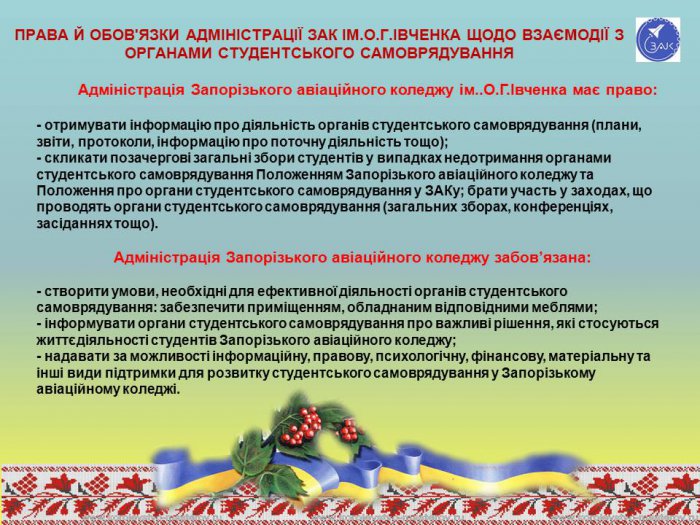 ПРАВА Й ОБОВ'ЯЗКИ АДМІНІСТРАЦІЇ ЗАК ІМ.О.Г.ІВЧЕНКА ЩОДО ВЗАЄМОДІЇ З
ОРГАНАМИ СТУДЕНТСЬКОГО САМОВРЯДУВАННЯ
ЗАК
Адміністрація Запорізького авіаційного коледжу ім..О.Г.Івченка має право:
- отримувати інформацію про діяльність органів студентського самоврядування (плани,
звіти, протоколи, інформацію про поточну діяльність тощо);
- скликати позачергові загальні збори студентів у випадках недотримання органами
студентського самоврядування Положенням Запорізького авіаційного коледжу та
Положення про органи студентського самоврядування у ЗАКу; брати участь у заходах, що
проводять органи студентського самоврядування (загальних зборах, конференціях,
засіданнях тощо).
Адміністрація Запорізького авіаційного коледжу забов’язана:
- створити умови, необхідні для ефективної діяльності органів студентського
самоврядування: забезпечити приміщенням, обладнаним відповідними меблями;
- інформувати органи студентського самоврядування про важливі рішення, які стосуються
життєдіяльності студентів Запорізького авіаційного коледжу;
- надавати за можливості інформаційну, правову, психологічну, фінансову, матеріальну та
інші види підтримки для розвитку студентського самоврядування у Запорізькому
авіаційному коледжі.